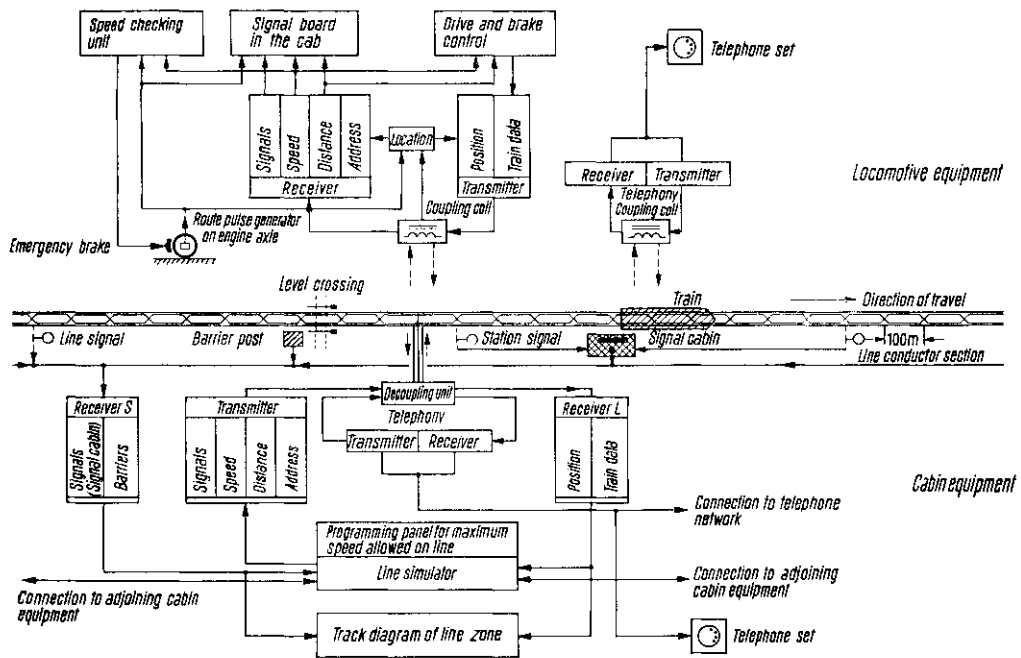 Speed checking
unit
Signal board
in the cab
Drive and brake
control
Telephone set
Signals
Speed
Distance
Address
Receiver
Location
Position
Train data
Transmitter
Coupling coil
Receiver
Transmitter
Telephony
Coupling coil
Locomotive equipment
Route pulse generator
on engine axle
Emergency brake
Level crossing
Train
Direction of travel
Line signal
Barrier post
Station signal
Signal cabin
100m
Line conductor section
Receiver S
Signals
(Signal cabin)
Barriers
Transmitter
Signals
Speed
Distance
Address
Decoupling unit
Telephony
Transmitter
Receiver
Receiver L
Position
Train data
Cabin equipment
Connection to telephone
network
Programming panel for maximum
speed allowed on line
Line simulator
Connection to adjoining cabin
equipment
Connection to adjoining
cabin equipment
Track diagram of line zone
Telephone set